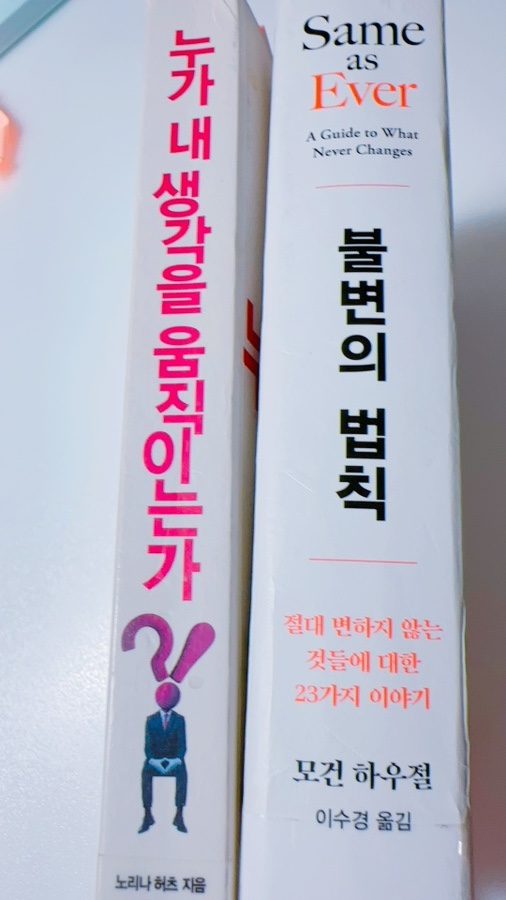 누가 내 생각을 움직이는가
?!
노리나 허츠 지음
Same
as
Ever
A Guide to What
Never Changes
불변의 법칙
절대 변하지 않는
것들에 대한
23가지 이야기
모건 하우절
이수경 옮김